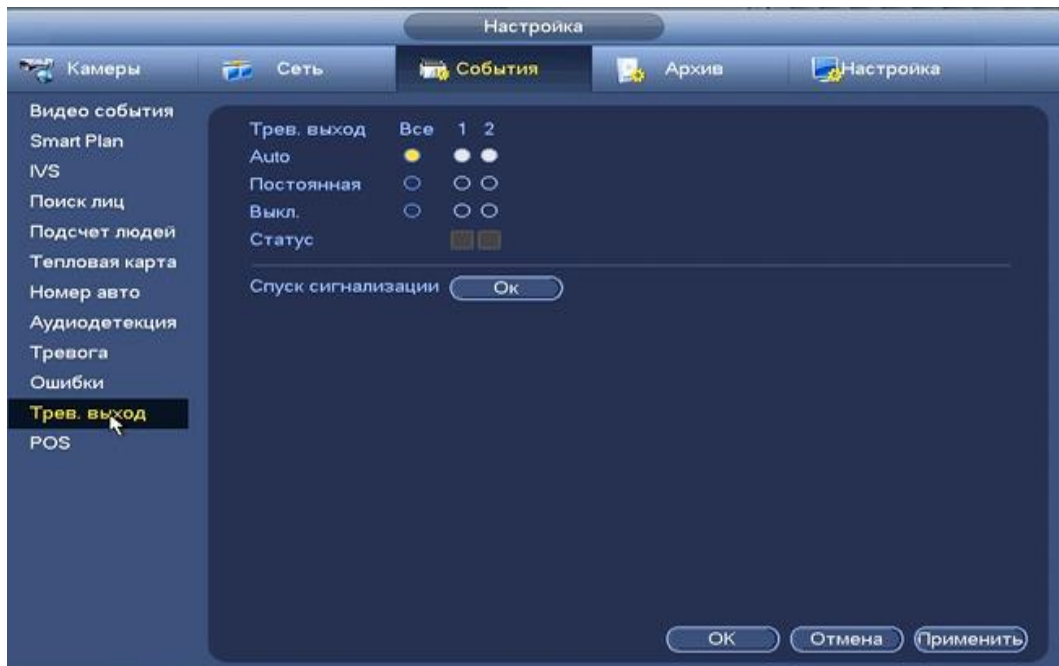 Настройка
Камеры Сеть События Архив Настройка
Видео события
Smart Plan
IVS
Поиск лиц
Подсчет людей
Тепловая карта
Номер авто
Аудиодетекция
Тревога
Ошибки
Трев. выход
POS
Трев. выход Все 1 2
Auto
Постоянная
Выкл.
Статус
Спуск сигнализации Ок
OK Отмена Применить